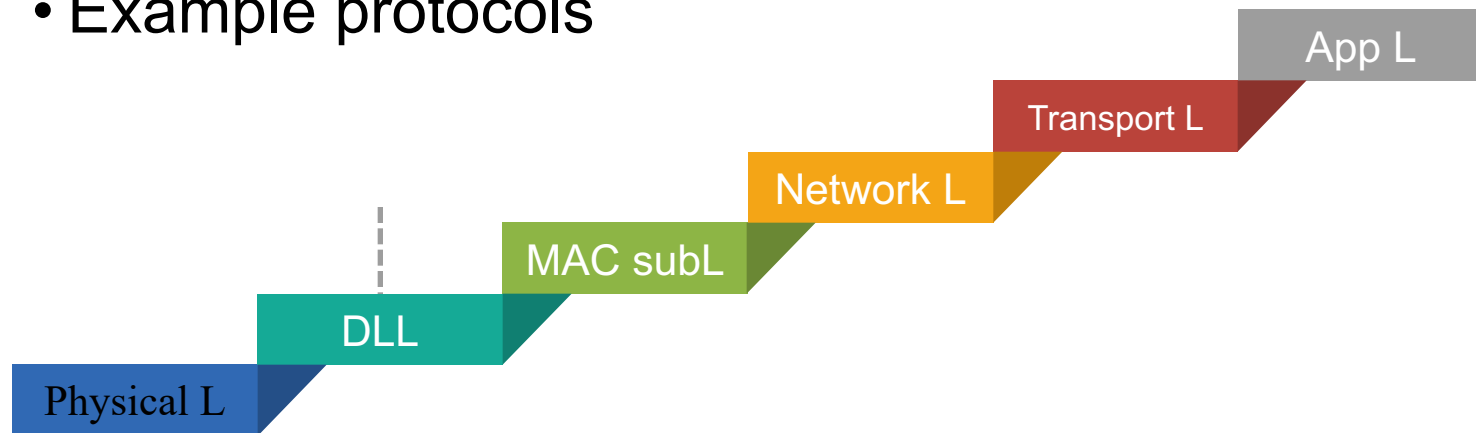 • Example protocols
App L
Transport L
Network L
MAC subL
DLL
Physical L